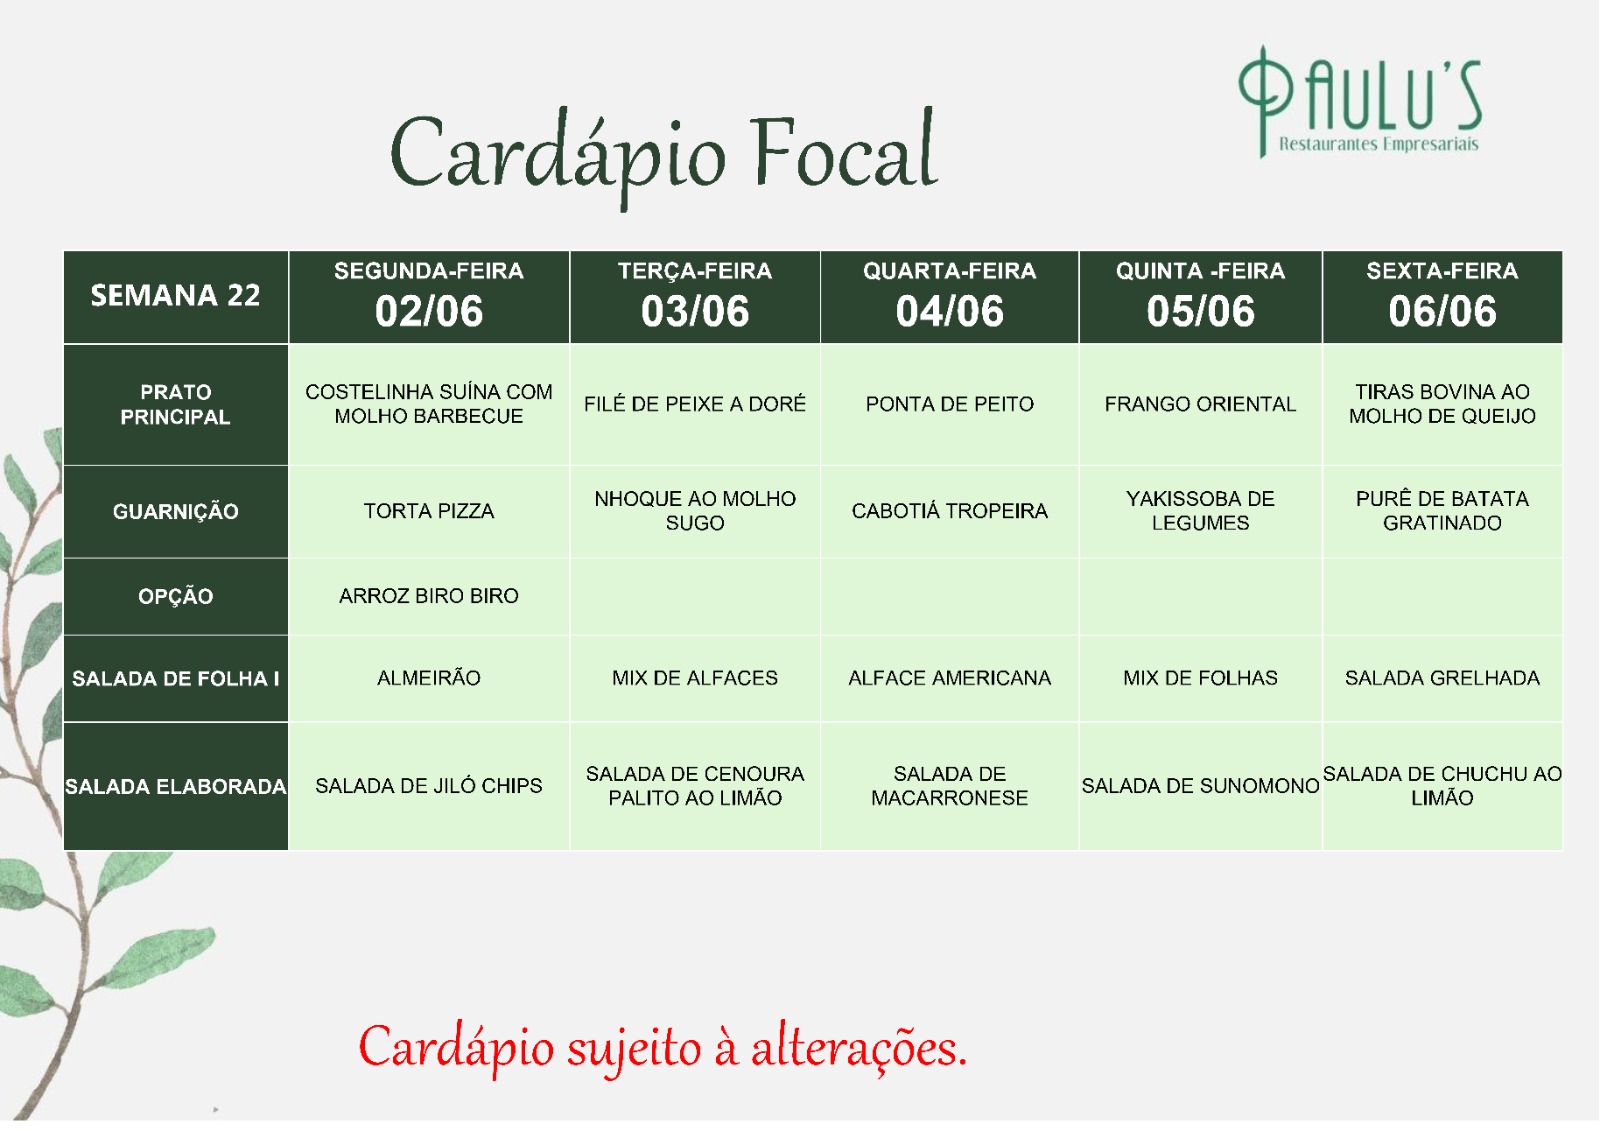 PAULU'S
Restaurantes Empresariais
Cardápio Focal
SEMANA 22
SEGUNDA-FEIRA
02/06
TERÇA-FEIRA
03/06
QUARTA-FEIRA
04/06
QUINTA -FEIRA
05/06
SEXTA-FEIRA
06/06
PRATO
PRINCIPAL
COSTELINHA SUÍNA COM
MOLHO BARBECUE
FILÉ DE PEIXE A DORÉ
PONTA DE PEITO
FRANGO ORIENTAL
TIRAS BOVINA AO
MOLHO DE QUEIJO
GUARNIÇÃO
TORTA PIZZA
NHOQUE AO MOLHO
SUGO
CABOTIÁ TROPEIRA
YAKISSOBA DE
LEGUMES
PURÊ DE BATATA
GRATINADO
OPÇÃO
ARROZ BIRO BIRO
SALADA DE FOLHA I
ALMEIRÃO
MIX DE ALFACES
ALFACE AMERICANA
MIX DE FOLHAS
SALADA GRELHADA
SALADA ELABORADA
SALADA DE JILÓ CHIPS
SALADA DE CENOURA
PALITO AO LIMÃO
SALADA DE
MACARRONESE
SALADA DE SUNOMONO
SALADA DE CHUCHU AO
LIMÃO
Cardápio sujeito à alterações.